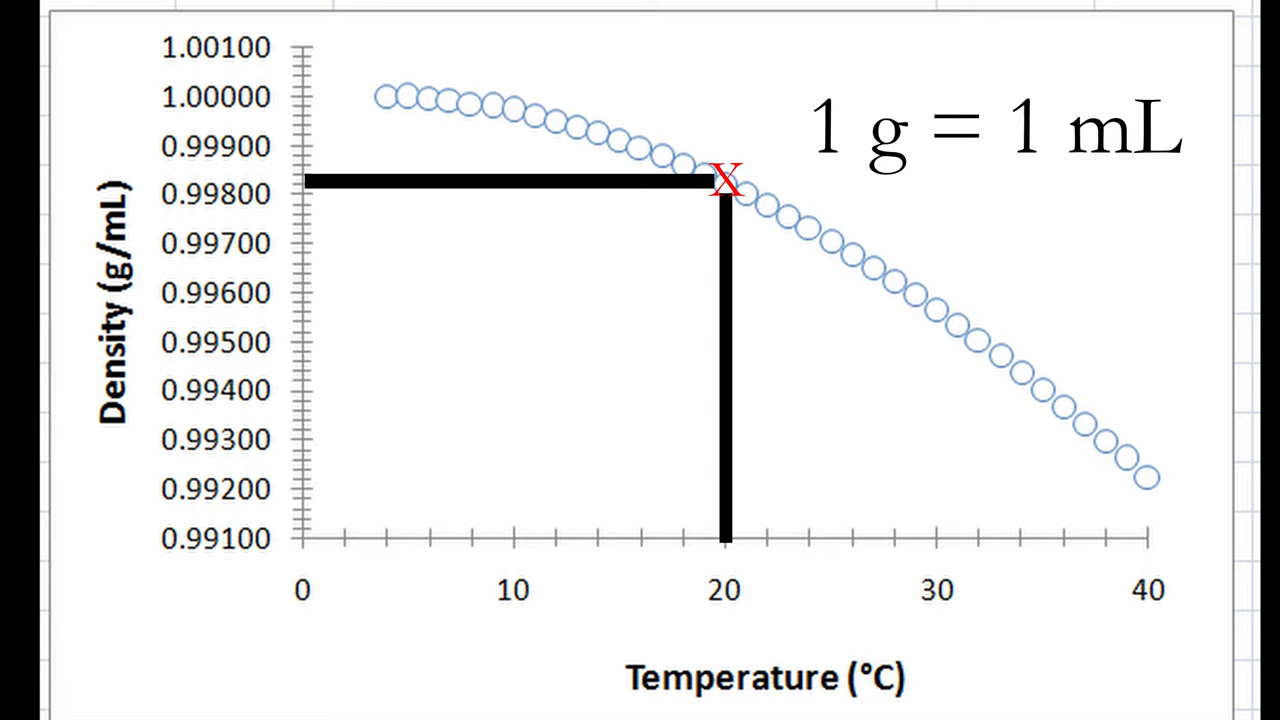 1.00100
1.00000
0.99900
0.99800
0.99700
0.99600
0.99500
0.99400
0.99300
0.99200
0.99100
Density (g/mL)
1 g = 1 mL
X
0 10 20 30 40
Temperature (°C)